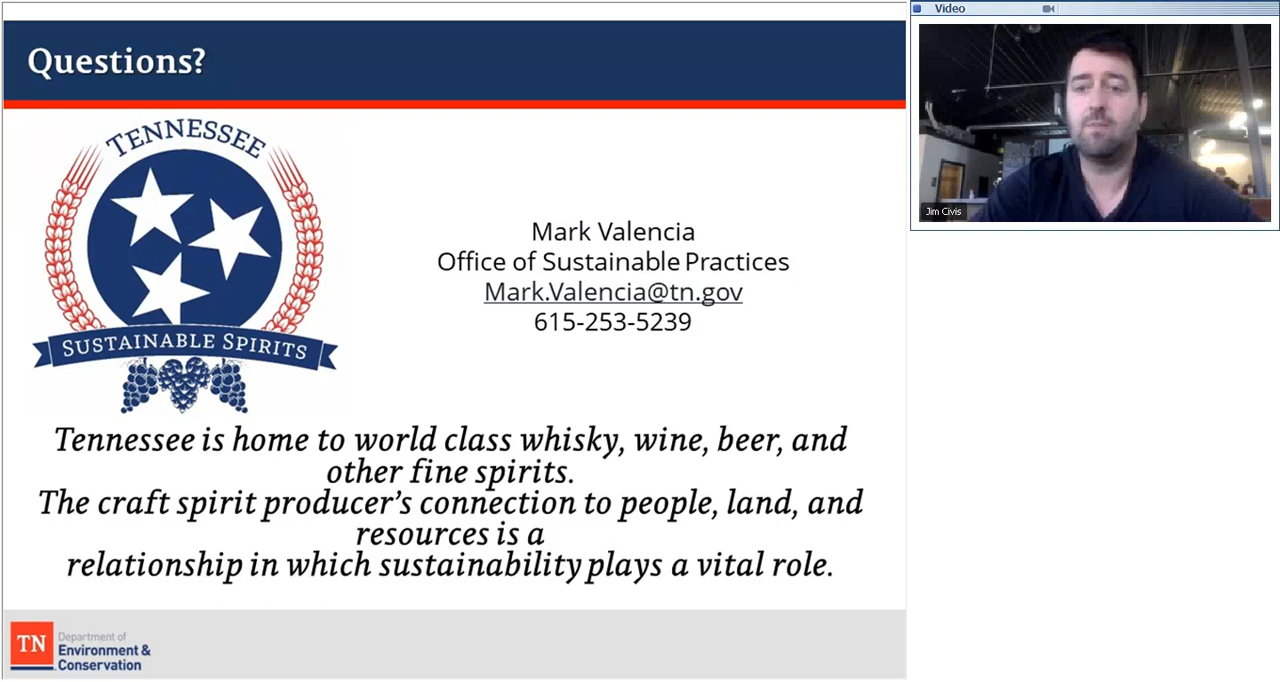 Questions?
TENNESSEE
SUSTAINABLE SPIRITS
Mark Valencia
Office of Sustainable Practices
Mark.Valencia@tn.gov
615-253-5239
Tennessee is home to world class whisky, wine, beer, and
other fine spirits.
The craft spirit producer’s connection to people, land, and
resources is a
relationship in which sustainability plays a vital role.
TN
Department of
Environment &
Conservation
Video
Jim Civis